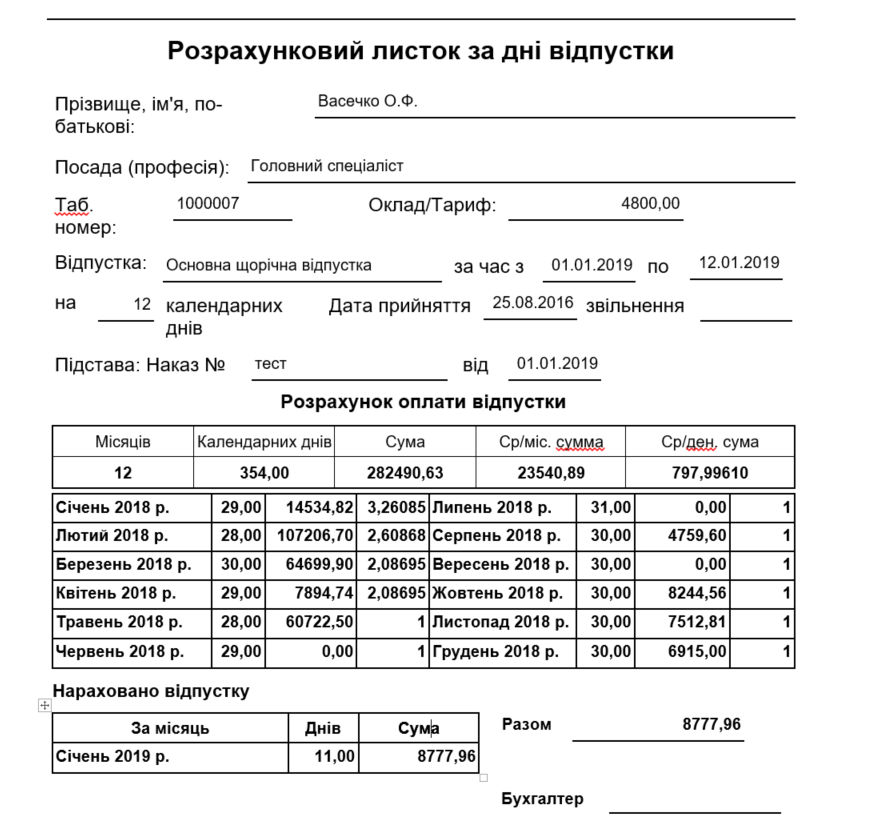 Розрахунковий листок за дні відпустки
Прізвище, ім'я, по-батькові: Васечко О.Ф.
Посада (професія): Головний спеціаліст
Таб. номер: 1000007 Оклад/Тариф: 4800,00
Відпустка: Основна щорічна відпустка за час з 01.01.2019 по 12.01.2019
на 12 календарних днів Дата прийняття 25.08.2016 звільнення
Підстава: Наказ № тест від 01.01.2019
Розрахунок оплати відпустки
Місяців Календарних днів Сума Ср/міс. сумма Ср/ден. сума
12 354,00 282490,63 23540,89 797,99610
Січень 2018 р. 29,00 14534,82 3,26085 Липень 2018 р. 31,00 0,00 1
Лютий 2018 р. 28,00 107206,70 2,60868 Серпень 2018 р. 30,00 4759,60 1
Березень 2018 р. 30,00 64699,90 2,08695 Вересень 2018 р. 30,00 0,00 1
Квітень 2018 р. 29,00 7894,74 2,08695 Жовтень 2018 р. 30,00 8244,56 1
Травень 2018 р. 28,00 60722,50 1 Листопад 2018 р. 30,00 7512,81 1
Червень 2018 р. 29,00 0,00 1 Грудень 2018 р. 30,00 6915,00 1
Нараховано відпустку
За місяць Днів Сума
Січень 2019 р. 11,00 8777,96
Разом 8777,96
Бухгалтер